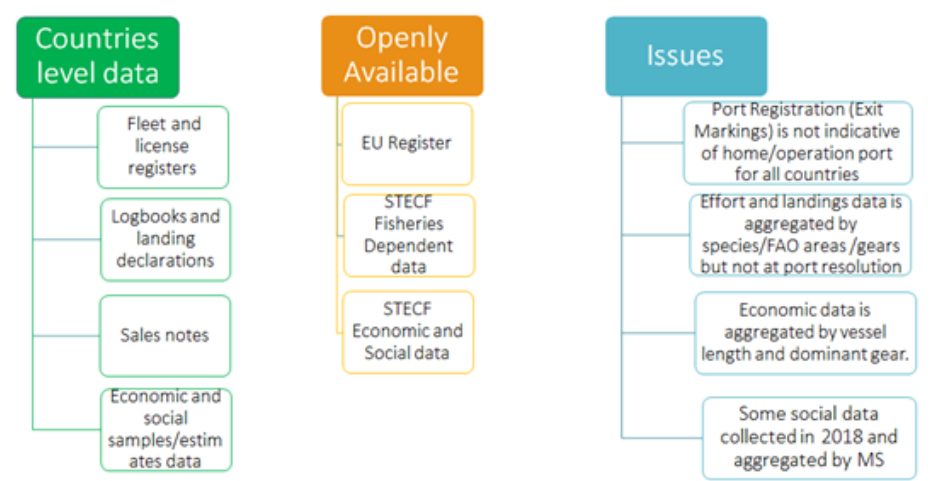 Countries
level data
Fleet and
license
registers
Logbooks and
landing
declarations
Sales notes
Economic and
social
samples/estim
ates data
Openly
Available
EU Register
STECF
Fisheries
Dependent
data
STECF
Economic and
Social data
Issues
Port Registration (Exit
Markings) is not indicative
of home/operation port
for all countries
Effort and landings data is
aggregated by
species/FAO areas /gears
but not at port resolution
Economic data is
aggregated by vessel
length and dominant gear.
Some social data
collected in 2018 and
aggregated by MS